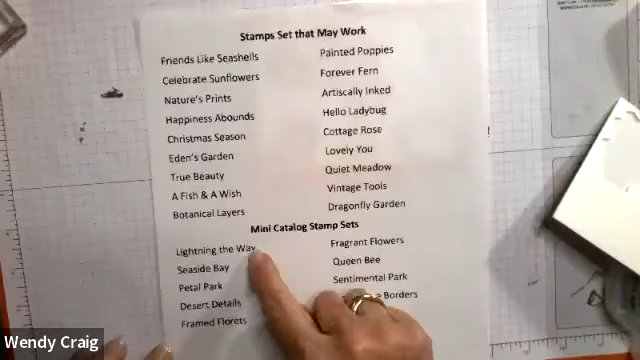 Stamps Set that May Work
Friends Like Seashells
Celebrate Sunflowers
Nature's Prints
Happiness Abounds
Christmas Season
Eden's Garden
True Beauty
A Fish & A Wish
Botanical Layers
Painted Poppies
Forever Fern
Artiscally Inked
Hello Ladybug
Cottage Rose
Lovely You
Quiet Meadow
Vintage Tools
Dragonfly Garden
Mini Catalog Stamp Sets
Lightning the Way
Seaside Bay
Petal Park
Desert Details
Framed Florets
Fragrant Flowers
Queen Bee
Sentimental Park
Borders
Wendy Craig